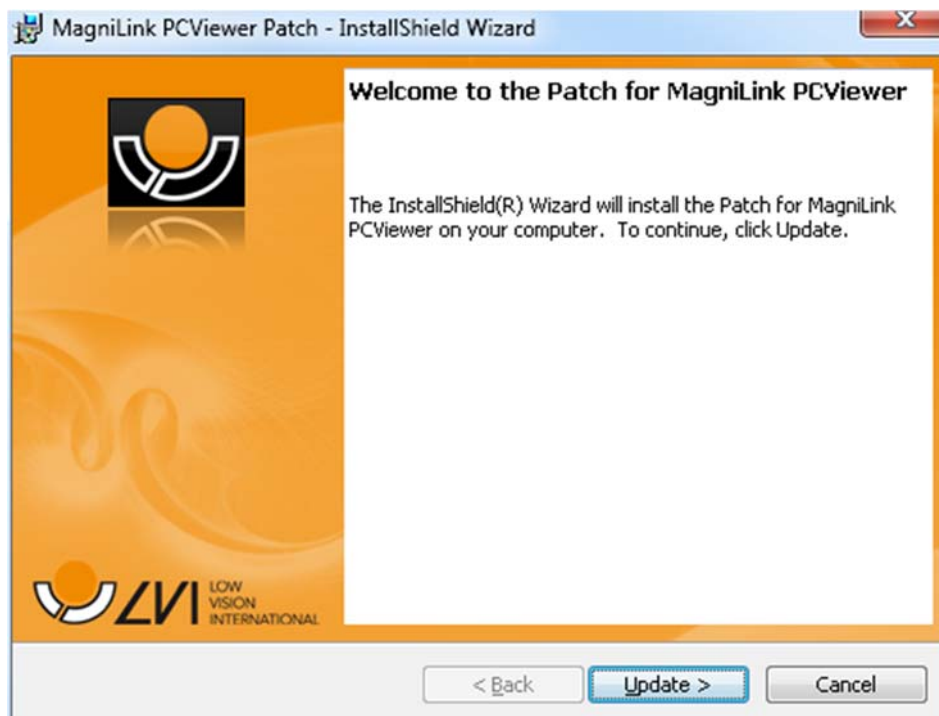 MagniLink PCViewer Patch - InstallShield Wizard
Welcome to the Patch for MagniLink PCViewer
The InstallShield(R) Wizard will install the Patch for MagniLink
PCViewer on your computer.  To continue, click Update.
LVI
LOW
VISION
INTERNATIONAL
< Back
Update >
Cancel